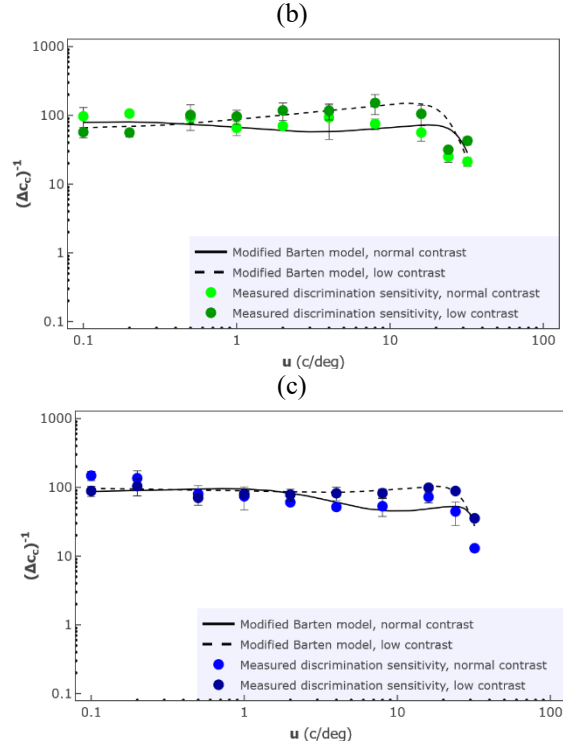 (b)
1000
100
10
1
0.1
(Δc_c)^-1
Modified Barten model, normal contrast
Modified Barten model, low contrast
Measured discrimination sensitivity, normal contrast
Measured discrimination sensitivity, low contrast
0.1 1 10 100
u (c/deg)
(c)
1000
100
10
1
0.1
(Δc_c)^-1
Modified Barten model, normal contrast
Modified Barten model, low contrast
Measured discrimination sensitivity, normal contrast
Measured discrimination sensitivity, low contrast
0.1 1 10 100
u (c/deg)